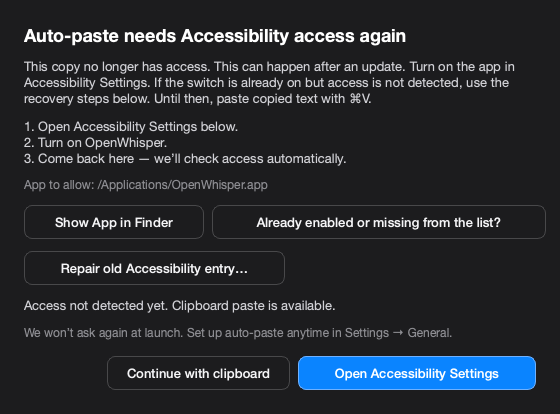 Auto-paste needs Accessibility access again
This copy no longer has access. This can happen after an update. Turn on the app in
Accessibility Settings. If the switch is already on but access is not detected, use the
recovery steps below. Until then, paste copied text with ⌘V.
1. Open Accessibility Settings below.
2. Turn on OpenWhisper.
3. Come back here — we’ll check access automatically.
App to allow: /Applications/OpenWhisper.app
Show App in Finder
Already enabled or missing from the list?
Repair old Accessibility entry…
Access not detected yet. Clipboard paste is available.
We won’t ask again at launch. Set up auto-paste anytime in Settings → General.
Continue with clipboard
Open Accessibility Settings